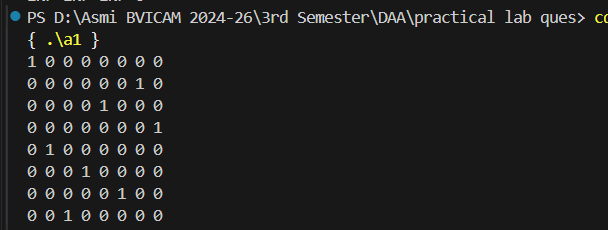 PS D:\Asmi BVICAM 2024-26\3rd Semester\DAA\practical lab ques>
{ .\a1 }
1 0 0 0 0 0 0 0
0 0 0 0 0 0 1 0
0 0 0 0 1 0 0 0
0 0 0 0 0 0 0 1
0 1 0 0 0 0 0 0
0 0 0 1 0 0 0 0
0 0 0 0 0 1 0 0
0 0 1 0 0 0 0 0